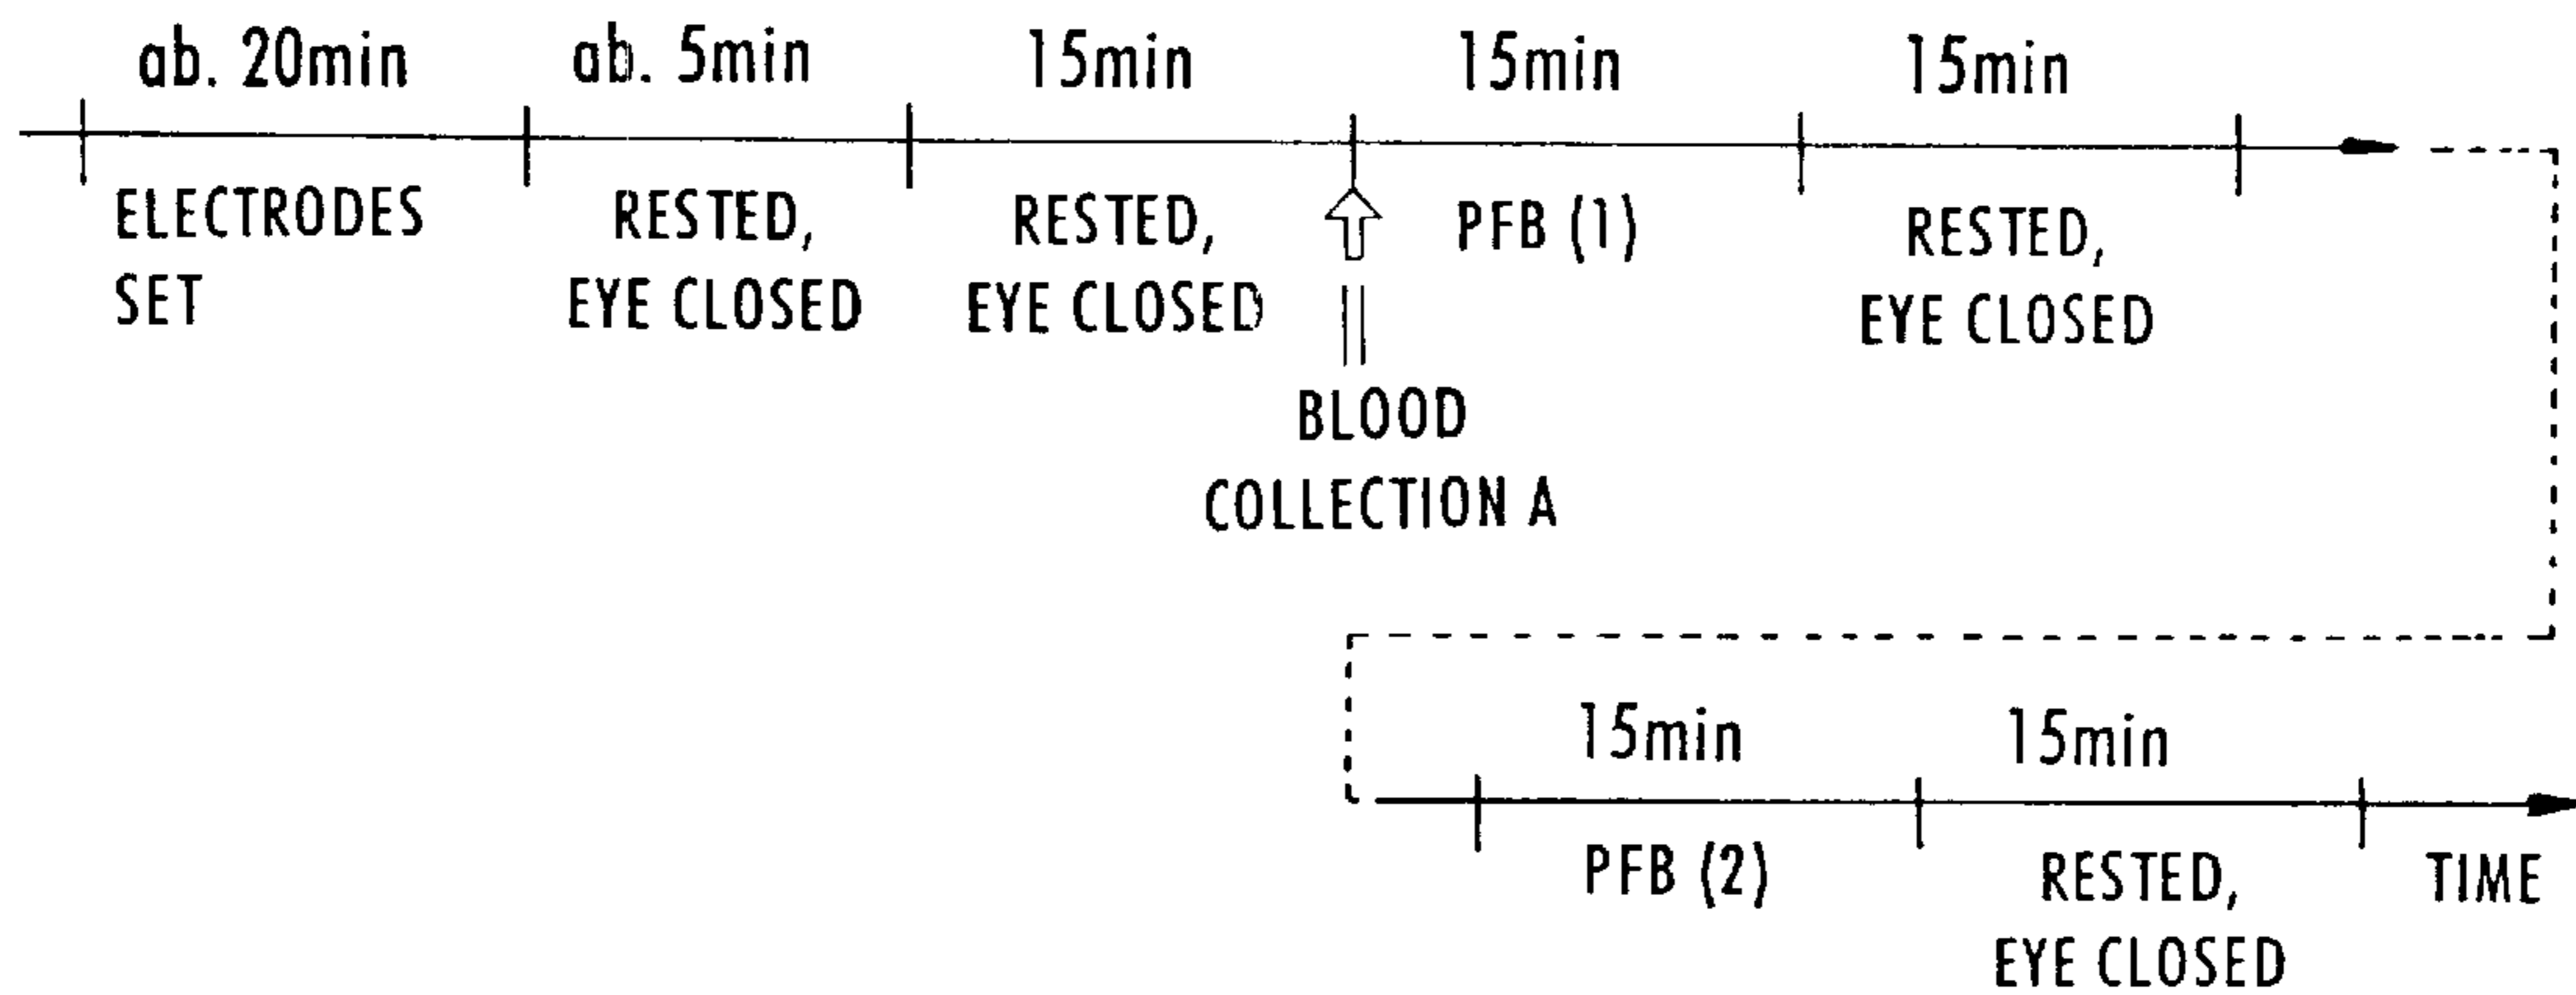 ab. 20min ab. 5min 15min 15min 15min
ELECTRODES SET
RESTED, EYE CLOSED
RESTED, EYE CLOSED
PFB (1)
RESTED, EYE CLOSED
BLOOD
COLLECTION A
15min 15min
PFB (2)
RESTED,
EYE CLOSED
TIME